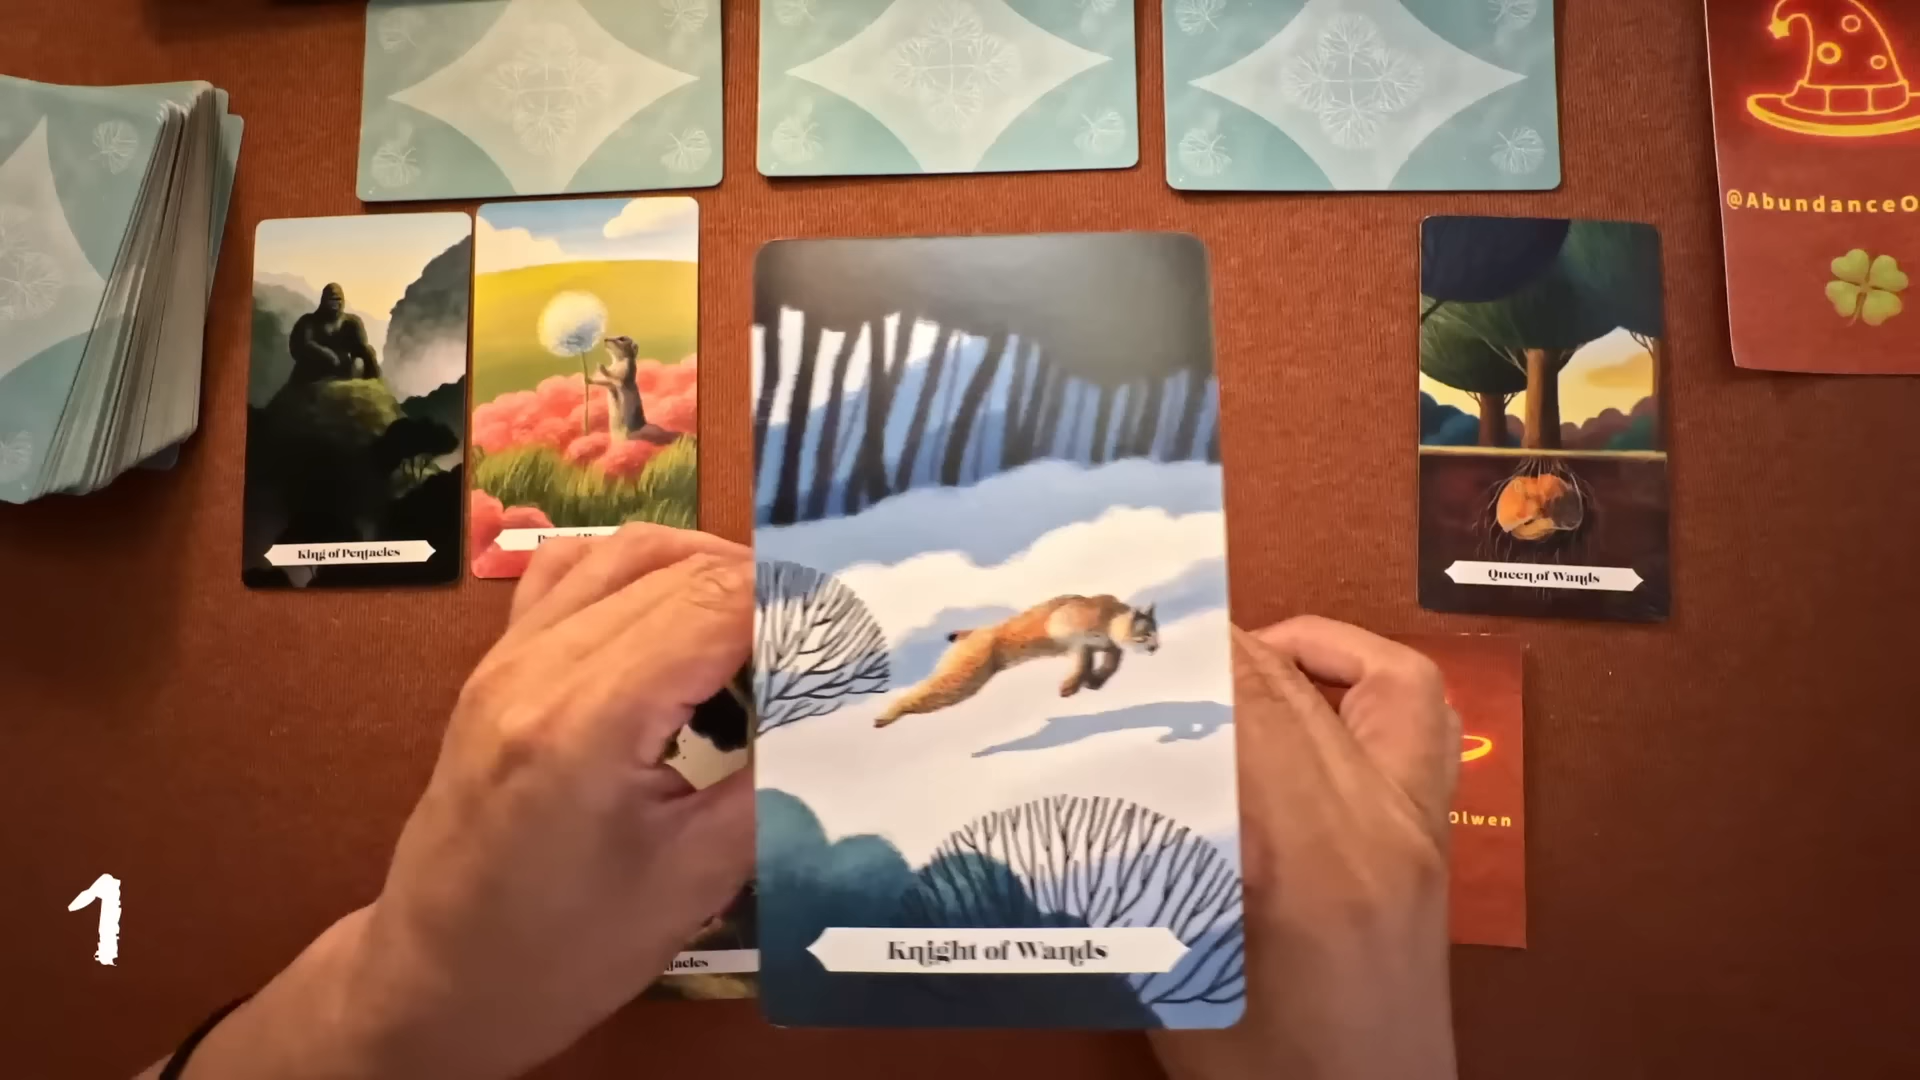 @AbundanceO
King of Pentacles
Queen of Wands
Olwen
Knight of Wands
1